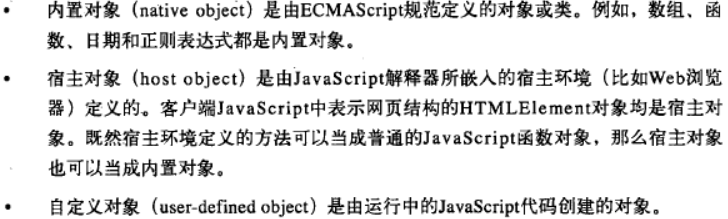 • 内置对象（native object）是由ECMAScript规范定义的对象或类。例如，数组、函
数、日期和正则表达式都是内置对象。
• 宿主对象（host object）是由JavaScript解释器所嵌入的宿主环境（比如Web浏览
器）定义的。客户端JavaScript中表示网页结构的HTMLElement对象均是宿主对
象。既然宿主环境定义的方法可以当成普通的JavaScript函数对象，那么宿主对象
也可以当成内置对象。
• 自定义对象（user-defined object）是由运行中的JavaScript代码创建的对象。